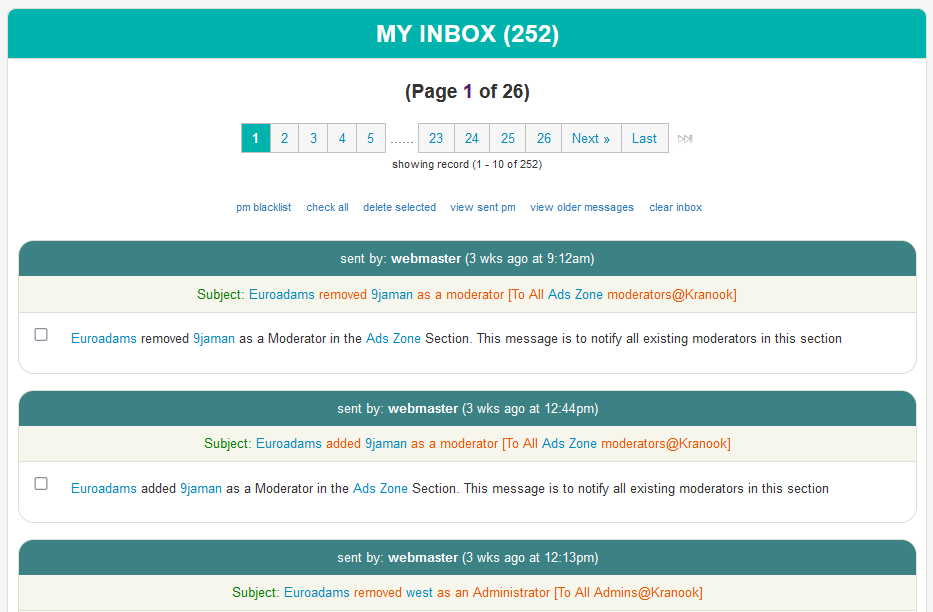 MY INBOX (252)
(Page 1 of 26)
1 2 3 4 5 ...... 23 24 25 26 Next » Last
showing record (1 - 10 of 252)
pm blacklist check all delete selected view sent pm view older messages clear inbox
sent by: webmaster (3 wks ago at 9:12am)
Subject: Euroadams removed 9jaman as a moderator [To All Ads Zone moderators@Kranook]
Euroadams removed 9jaman as a Moderator in the Ads Zone Section. This message is to notify all existing moderators in this section
sent by: webmaster (3 wks ago at 12:44pm)
Subject: Euroadams added 9jaman as a moderator [To All Ads Zone moderators@Kranook]
Euroadams added 9jaman as a Moderator in the Ads Zone Section. This message is to notify all existing moderators in this section
sent by: webmaster (3 wks ago at 12:13pm)
Subject: Euroadams removed west as an Administrator [To All Admins@Kranook]